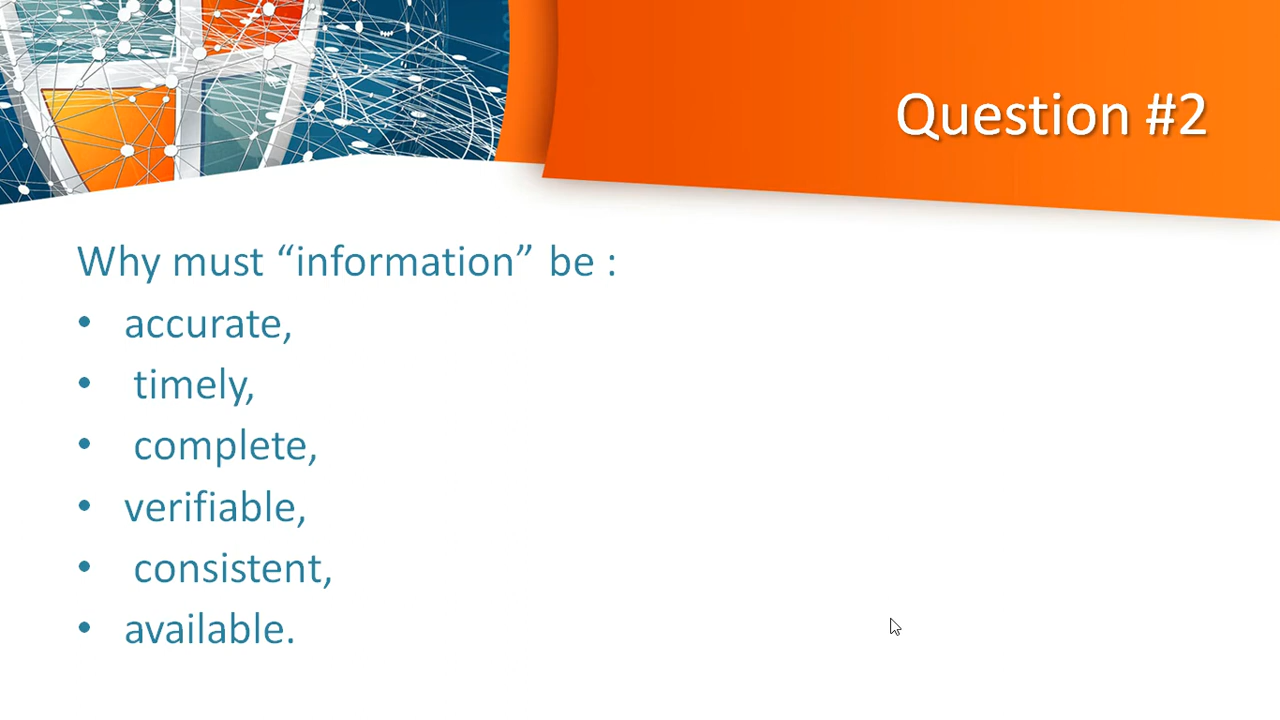 Question #2
Why must “information” be :
• accurate,
• timely,
• complete,
• verifiable,
• consistent,
• available.